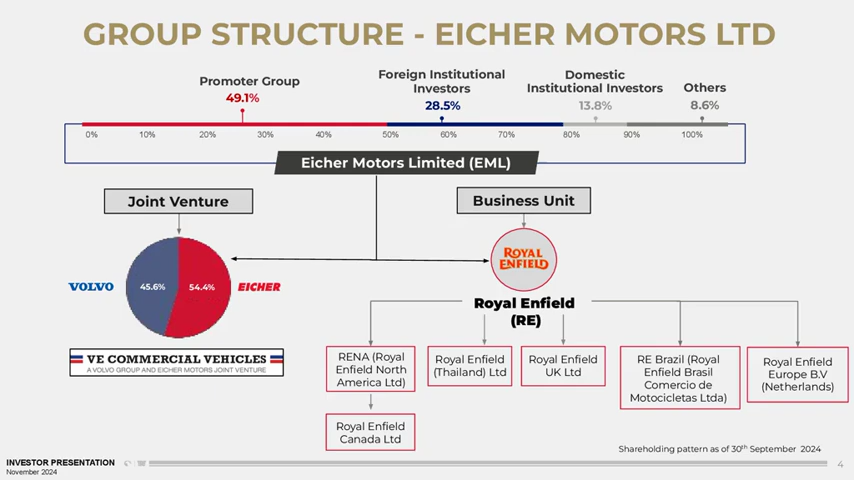 GROUP STRUCTURE - EICHER MOTORS LTD
Promoter Group
49.1%
Foreign Institutional
Investors
28.5%
Domestic
Institutional Investors
13.8%
Others
8.6%
0% 10% 20% 30% 40% 50% 60% 70% 80% 90% 100%
Eicher Motors Limited (EML)
Joint Venture
Business Unit
VOLVO
45.6%
54.4%
EICHER
ROYAL
ENFIELD
Royal Enfield
(RE)
VE COMMERCIAL VEHICLES
A VOLVO GROUP AND EICHER MOTORS JOINT VENTURE
RENA (Royal
Enfield North
America Ltd)
Royal Enfield
(Thailand) Ltd
Royal Enfield
UK Ltd
RE Brazil (Royal
Enfield Brasil
Comercio de
Motocicletas Ltda)
Royal Enfield
Europe B.V
(Netherlands)
Royal Enfield
Canada Ltd
Shareholding pattern as of 30th September 2024
INVESTOR PRESENTATION
November 2024
4